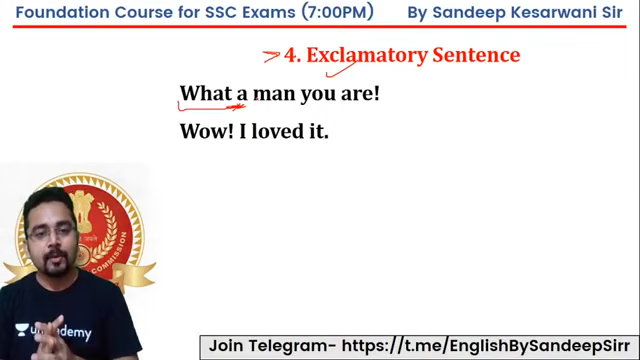 Foundation Course for SSC Exams (7:00PM) By Sandeep Kesarwani Sir
4. Exclamatory Sentence
What a man you are!
Wow! I loved it.
COMMISSION
Join Telegram- https://t.me/EnglishBySandeepSirr